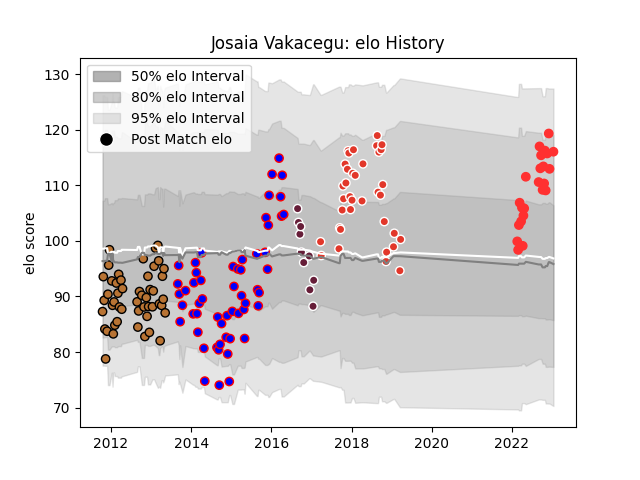 Josaia Vakacegu: elo History
50% elo Interval
80% elo Interval
95% elo Interval
Post Match elo
elo score
130
120
110
100
90
80
70
2012
2014
2016
2018
2020
2022